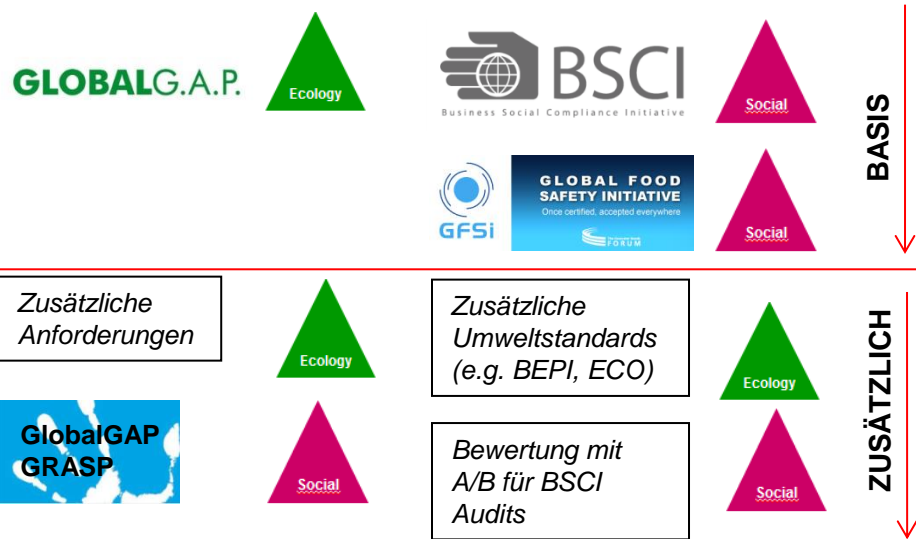 GLOBALG.A.P.
Ecology
BSCI
Business Social Compliance Initiative
Social
GFSi
GLOBAL FOOD
SAFETY INITIATIVE
Once certified, accepted everywhere
FORUM
Social
BASIS
Zusätzliche
Anforderungen
Ecology
Zusätzliche
Umweltstandards
(e.g. BEPI, ECO)
Ecology
GlobalGAP
GRASP
Social
Bewertung mit
A/B für BSCI
Audits
Social
ZUSÄTZLICH